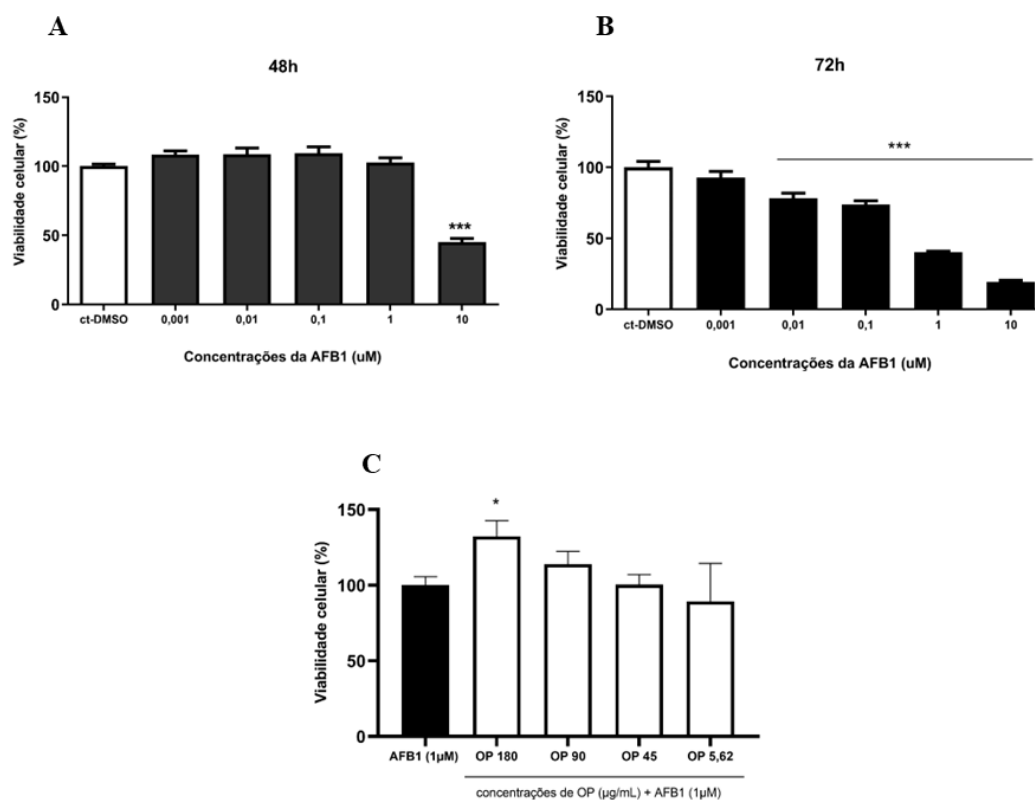 A
48h
Viabilidade celular (%)
150
100
50
0
***
ct-DMSO 0,001 0,01 0,1 1 10
Concentrações da AFB1 (uM)
B
72h
Viabilidade celular (%)
150
100
50
0
***
ct-DMSO 0,001 0,01 0,1 1 10
Concentrações da AFB1 (uM)
C
Viabilidade celular (%)
150
100
50
0
*
AFB1 (1µM) OP 180 OP 90 OP 45 OP 5,62
concentrações de OP (µg/mL) + AFB1 (1µM)